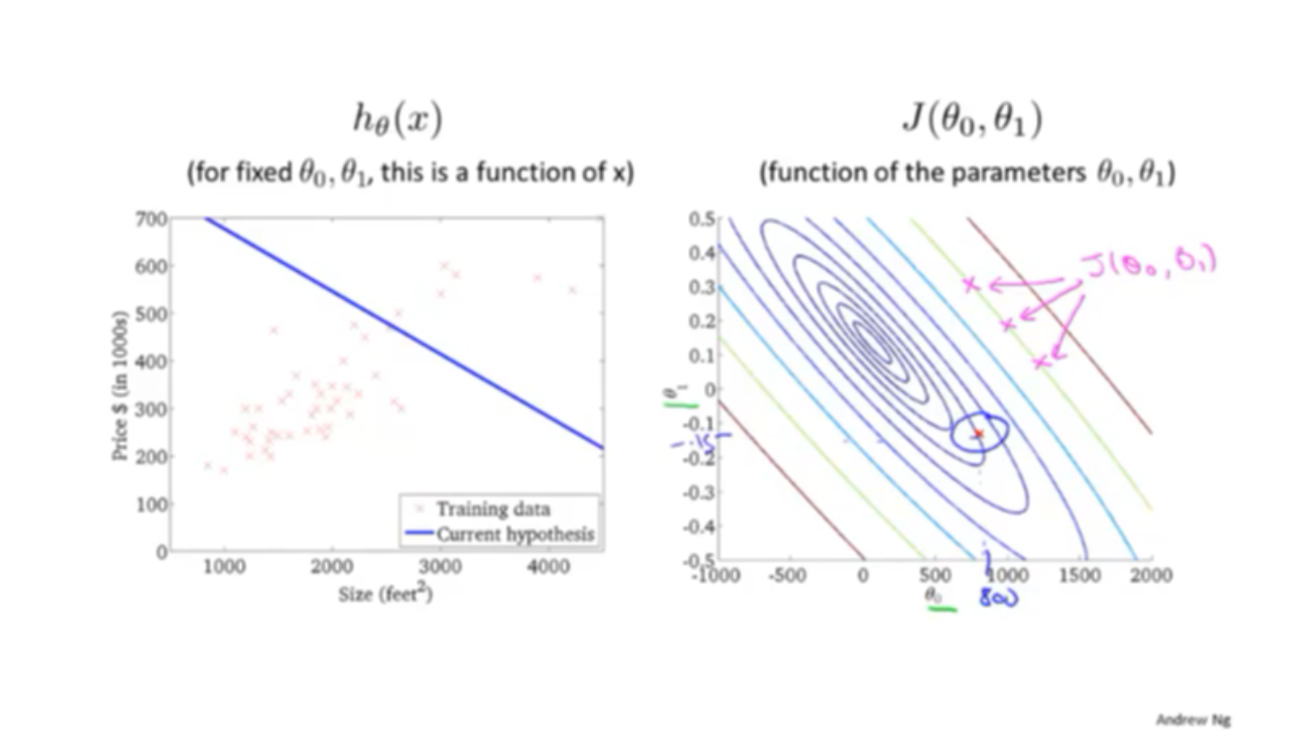 hθ(x)
(for fixed θ0, θ1, this is a function of x)
700
600
500
400
300
200
100
0
Price $ (in 1000s)
1000 2000 3000 4000
Size (feet²)
Training data
Current hypothesis
J(θ0, θ1)
(function of the parameters θ0, θ1)
0.5
0.4
0.3
0.2
0.1
0
-0.1
-0.2
-0.3
-0.4
-0.5
θ1
-.15
-1000 -500 0 500 1000 1500 2000
θ0
800
J(θ0, θ1)
Andrew Ng